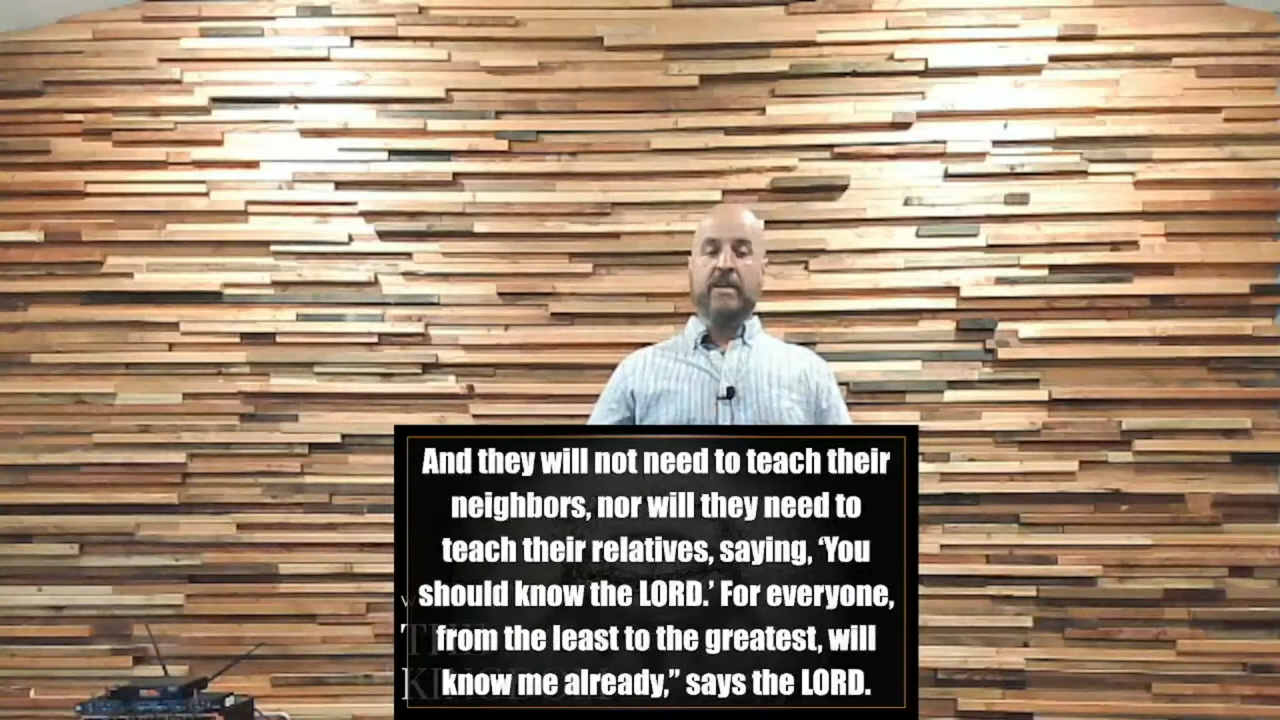 And they will not need to teach their
neighbors, nor will they need to
teach their relatives, saying, ‘You
should know the LORD.’ For everyone,
from the least to the greatest, will
know me already,” says the LORD.
THE
KINGDOM